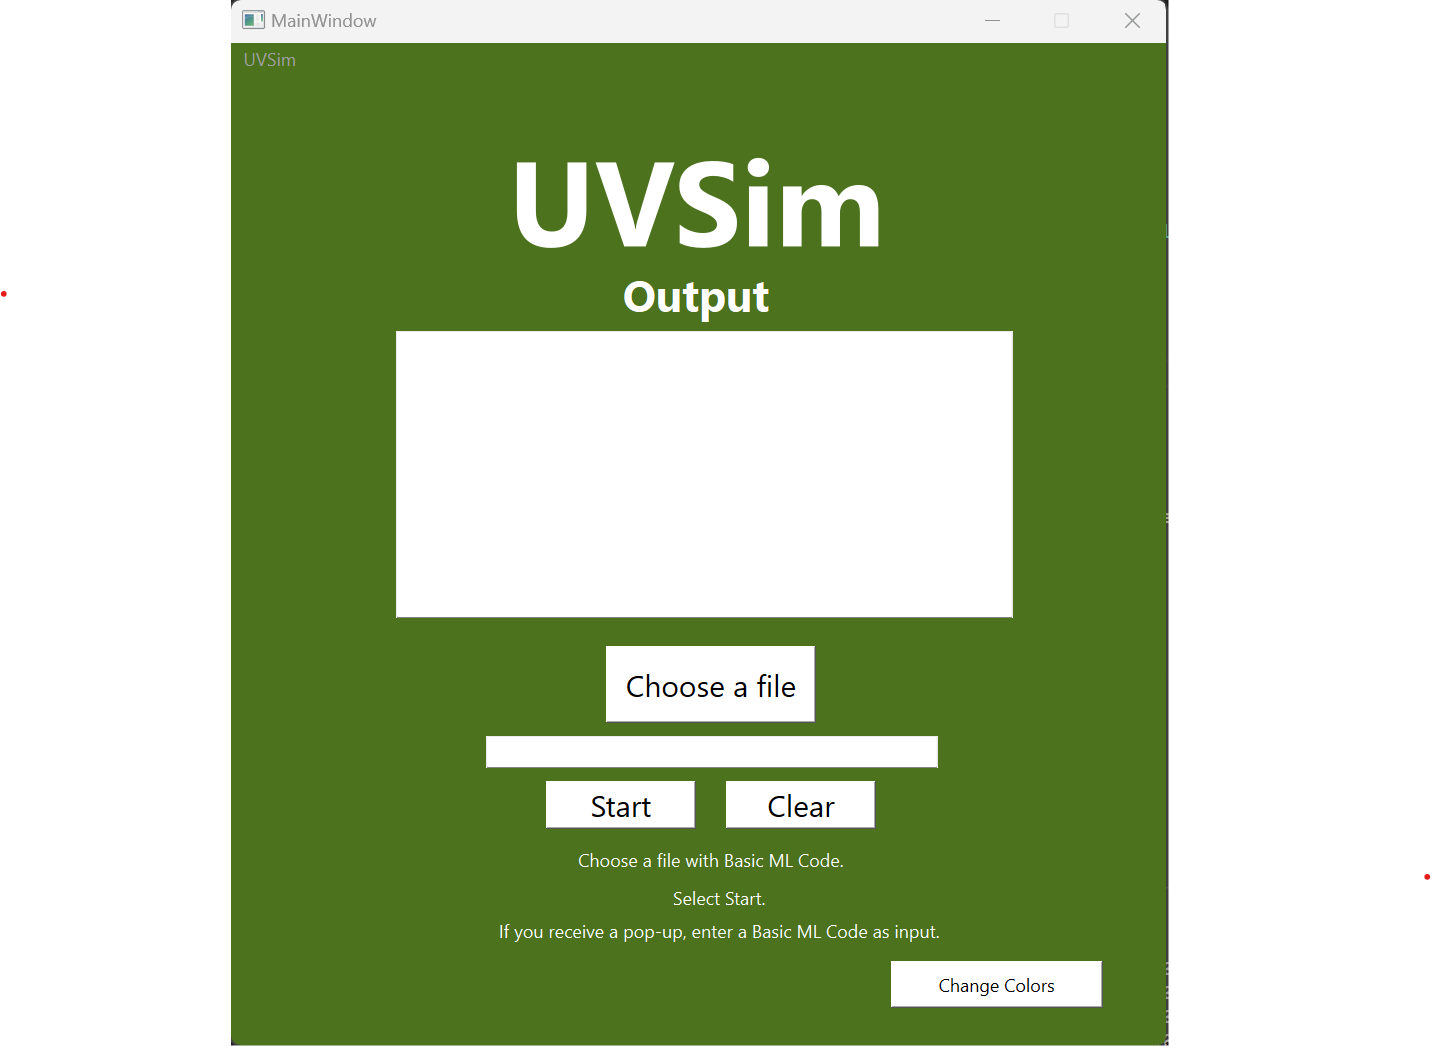 MainWindow
UVSim
UVSim
Output
Choose a file
Start Clear
Choose a file with Basic ML Code.
Select Start.
If you receive a pop-up, enter a Basic ML Code as input.
Change Colors